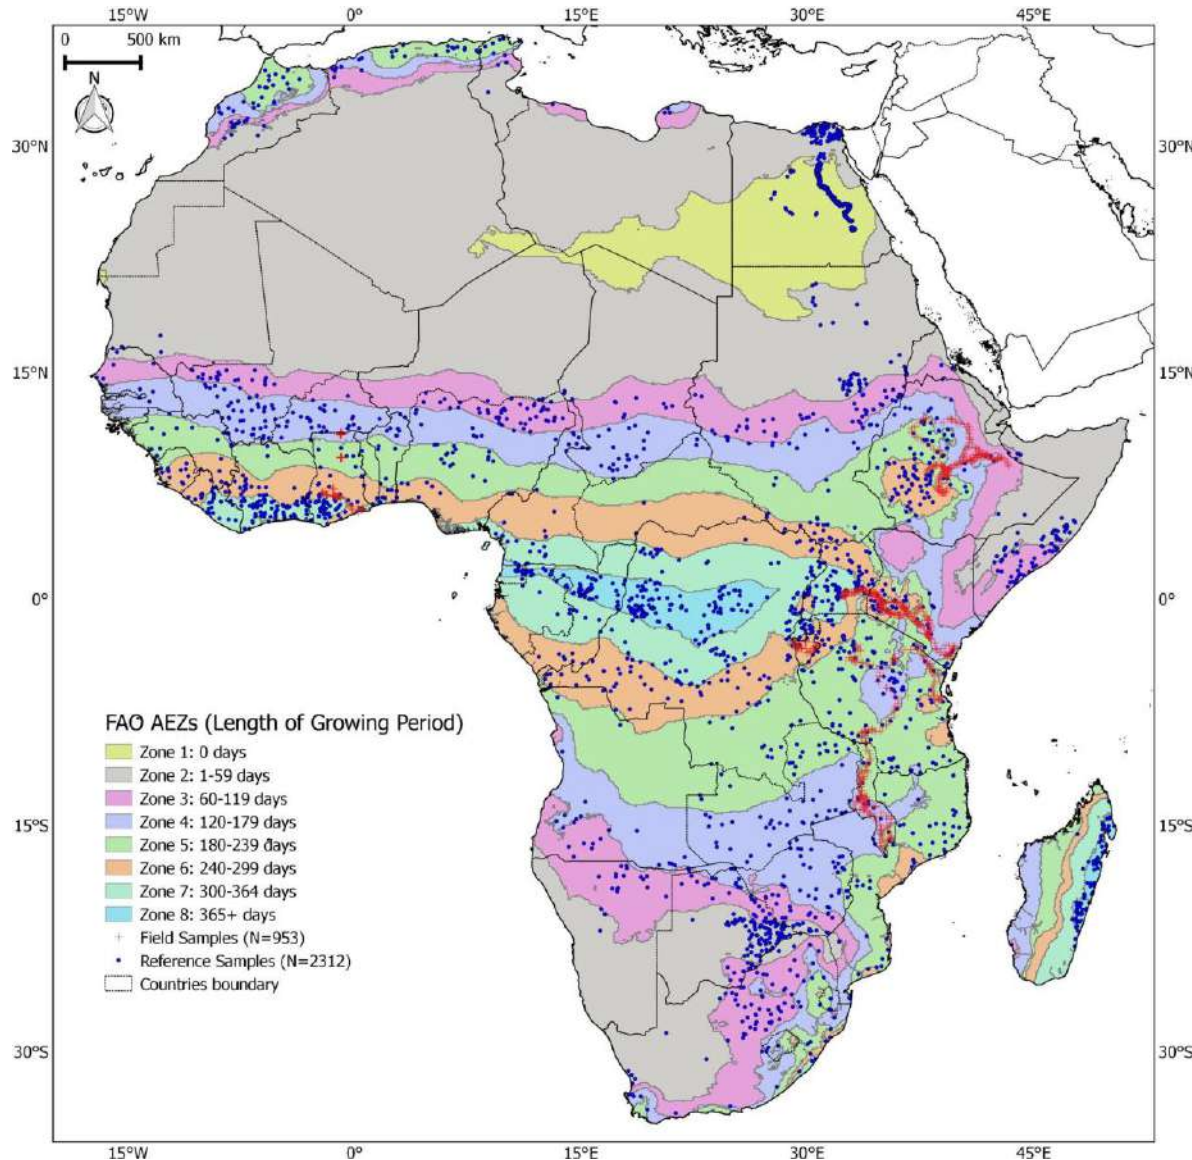 15°W 0° 15°E 30°E 45°E
0 500 km
N
30°N 30°N
15°N 15°N
0° 0°
FAO AEZs (Length of Growing Period)
Zone 1: 0 days
Zone 2: 1-59 days
Zone 3: 60-119 days
Zone 4: 120-179 days
Zone 5: 180-239 days
Zone 6: 240-299 days
Zone 7: 300-364 days
Zone 8: 365+ days
Field Samples (N=953)
Reference Samples (N=2312)
Countries boundary
15°S 15°S
30°S 30°S
15°W 0° 15°E 30°E 45°E